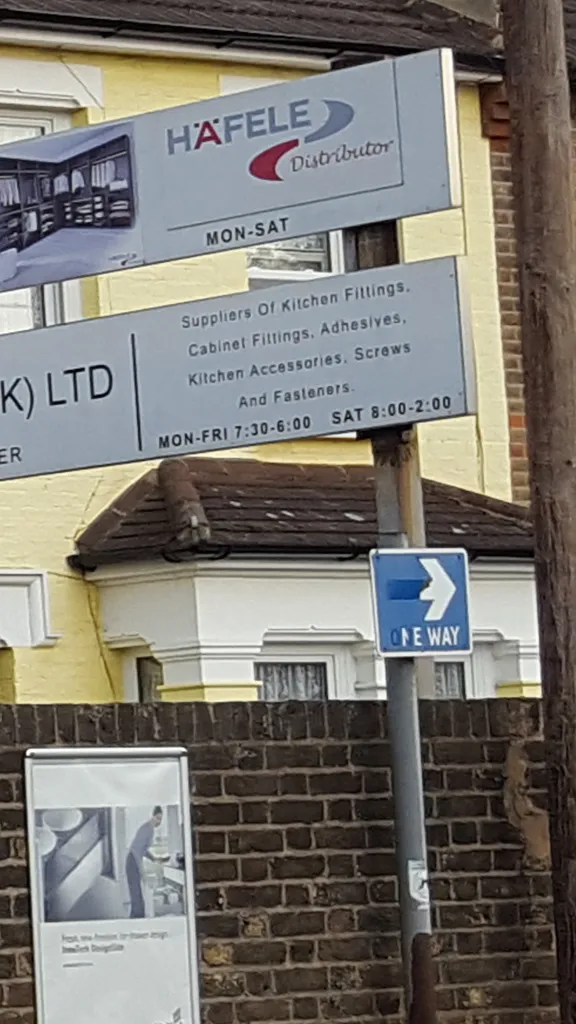 HÄFELE
Distributor
MON-SAT
K) LTD
ER
Suppliers Of Kitchen Fittings,
Cabinet Fittings, Adhesives,
Kitchen Accessories, Screws
And Fasteners.
MON-FRI 7:30-6:00 SAT 8:00-2:00
ONE WAY